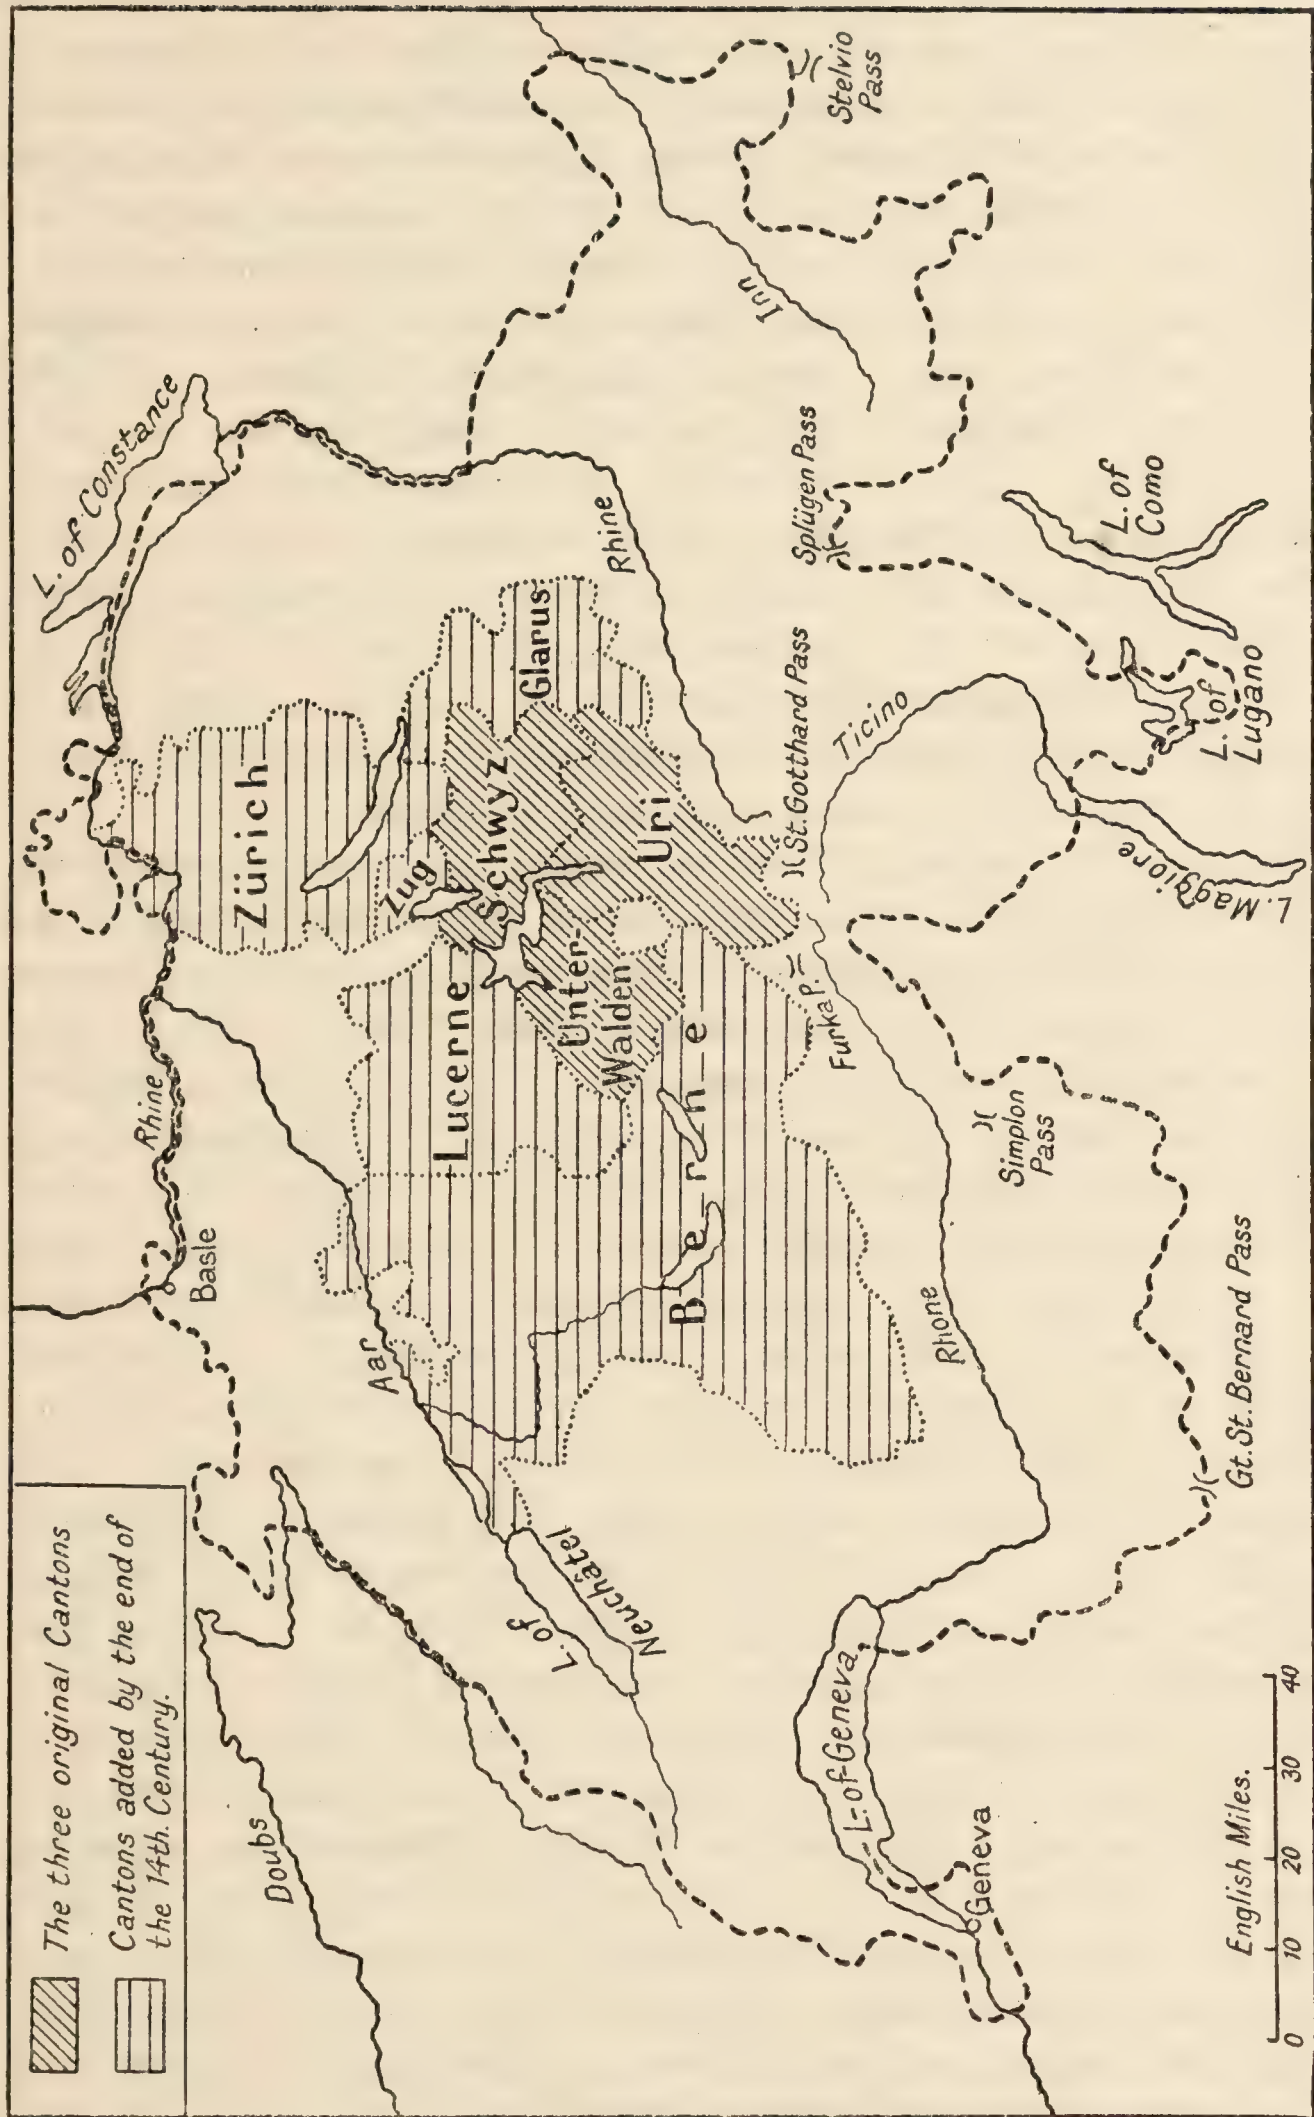 The three original Cantons
Cantons added by the end of
the 14th. Century.
Doubs
Basle
Rhine
L. of Constance
Aar
Zürich
Zug
Lucerne
Schwyz
Glarus
Unter-
Walden
Uri
Berne
Rhine
Inn
L. of
Neuchâtel
L. of Geneva
Geneva
Rhone
Furka P.
St. Gotthard Pass
Splügen Pass
Stelvio
Pass
Simplon
Pass
Ticino
L. Maggiore
L. of
Lugano
L. of
Como
Gt. St. Bernard Pass
English Miles.
0 10 20 30 40